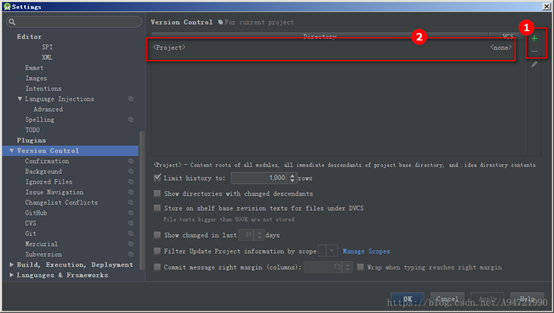 Settings
Version Control
For current project
Editor
SPI
XML
Emmet
Images
Intentions
Language Injections
Advanced
Spelling
TODO
Plugins
Version Control
Confirmation
Background
Ignored Files
Issue Navigation
Changelist Conflicts
GitHub
CVS
Git
Mercurial
Subversion
Build, Execution, Deployment
Languages & Frameworks
1
2
Directory VCS
<Project> <none>
<Project> - Content roots of all modules, all immediate descendants of project base directory, and .idea directory contents
Limit history to: 1,000 rows
Show directories with changed descendants
Store on shelf base revision texts for files under DVCS
File texts bigger than 500K are not stored
Show changed in last 31 days
Filter Update Project information by scope Manage Scopes
Commit message right margin (columns): 72 Wrap when typing reaches right margin
OK Cancel Apply Help